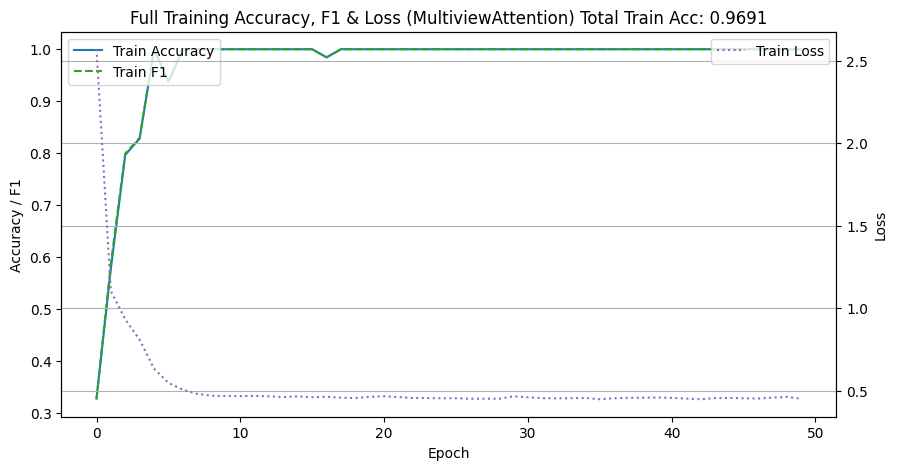 Full Training Accuracy, F1 & Loss (MultiviewAttention) Total Train Acc: 0.9691
Train Accuracy
Train F1
Train Loss
Accuracy / F1
1.0
0.9
0.8
0.7
0.6
0.5
0.4
0.3
2.5
2.0
1.5
1.0
0.5
Loss
0 10 20 30 40 50
Epoch